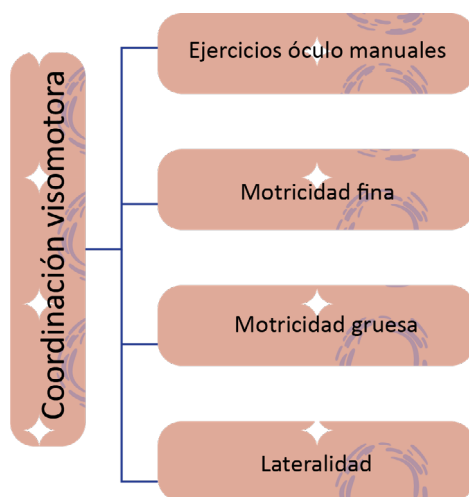 Coordinación visomotora
Ejercicios óculo manuales
Motricidad fina
Motricidad gruesa
Lateralidad